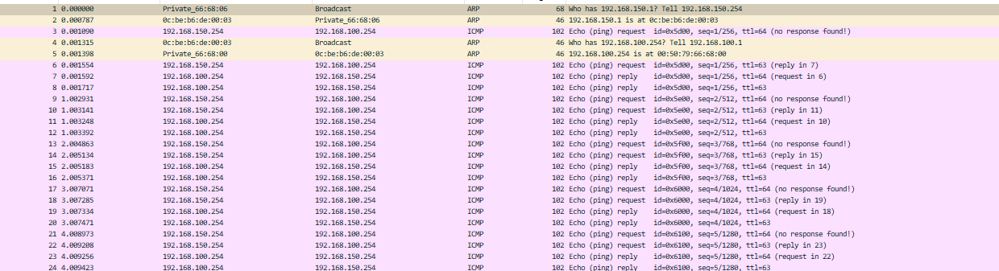 1 0.000000 Private_66:68:06 Broadcast ARP 68 Who has 192.168.150.1? Tell 192.168.150.254
2 0.000787 0c:be:b6:de:00:03 Private_66:68:06 ARP 46 192.168.150.1 is at 0c:be:b6:de:00:03
3 0.001090 192.168.150.254 192.168.100.254 ICMP 102 Echo (ping) request id=0x5d00, seq=1/256, ttl=64 (no response found!)
4 0.001315 0c:be:b6:de:00:03 Broadcast ARP 46 Who has 192.168.100.254? Tell 192.168.100.1
5 0.001398 Private_66:68:00 0c:be:b6:de:00:03 ARP 46 192.168.100.254 is at 00:50:79:66:68:00
6 0.001554 192.168.150.254 192.168.100.254 ICMP 102 Echo (ping) request id=0x5d00, seq=1/256, ttl=63 (reply in 7)
7 0.001592 192.168.100.254 192.168.150.254 ICMP 102 Echo (ping) reply id=0x5d00, seq=1/256, ttl=64 (request in 6)
8 0.001717 192.168.100.254 192.168.150.254 ICMP 102 Echo (ping) reply id=0x5d00, seq=1/256, ttl=63
9 1.002931 192.168.150.254 192.168.100.254 ICMP 102 Echo (ping) request id=0x5e00, seq=2/512, ttl=64 (no response found!)
10 1.003141 192.168.150.254 192.168.100.254 ICMP 102 Echo (ping) request id=0x5e00, seq=2/512, ttl=63 (reply in 11)
11 1.003248 192.168.100.254 192.168.150.254 ICMP 102 Echo (ping) reply id=0x5e00, seq=2/512, ttl=64 (request in 10)
12 1.003392 192.168.100.254 192.168.150.254 ICMP 102 Echo (ping) reply id=0x5e00, seq=2/512, ttl=63
13 2.004863 192.168.150.254 192.168.100.254 ICMP 102 Echo (ping) request id=0x5f00, seq=3/768, ttl=64 (no response found!)
14 2.005134 192.168.150.254 192.168.100.254 ICMP 102 Echo (ping) request id=0x5f00, seq=3/768, ttl=63 (reply in 15)
15 2.005183 192.168.100.254 192.168.150.254 ICMP 102 Echo (ping) reply id=0x5f00, seq=3/768, ttl=64 (request in 14)
16 2.005371 192.168.100.254 192.168.150.254 ICMP 102 Echo (ping) reply id=0x5f00, seq=3/768, ttl=63
17 3.007071 192.168.150.254 192.168.100.254 ICMP 102 Echo (ping) request id=0x6000, seq=4/1024, ttl=64 (no response found!)
18 3.007285 192.168.150.254 192.168.100.254 ICMP 102 Echo (ping) request id=0x6000, seq=4/1024, ttl=63 (reply in 19)
19 3.007334 192.168.100.254 192.168.150.254 ICMP 102 Echo (ping) reply id=0x6000, seq=4/1024, ttl=64 (request in 18)
20 3.007471 192.168.100.254 192.168.150.254 ICMP 102 Echo (ping) reply id=0x6000, seq=4/1024, ttl=63
21 4.008973 192.168.150.254 192.168.100.254 ICMP 102 Echo (ping) request id=0x6100, seq=5/1280, ttl=64 (no response found!)
22 4.009208 192.168.150.254 192.168.100.254 ICMP 102 Echo (ping) request id=0x6100, seq=5/1280, ttl=63 (reply in 23)
23 4.009256 192.168.100.254 192.168.150.254 ICMP 102 Echo (ping) reply id=0x6100, seq=5/1280, ttl=64 (request in 22)
24 4.009423 192.168.100.254 192.168.150.254 ICMP 102 Echo (ping) reply id=0x6100, seq=5/1280, ttl=63